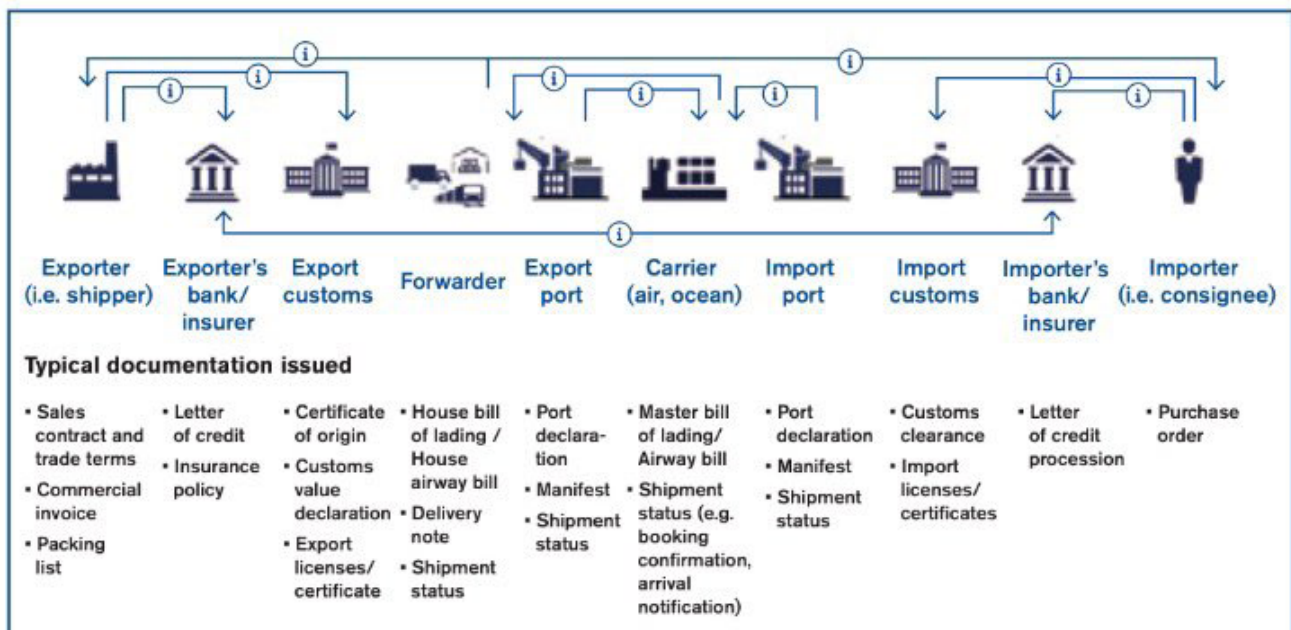 i
i
i
i
i
i
i
i
i
i
i
Exporter
(i.e. shipper)
Exporter's
bank/
insurer
Export
customs
Forwarder
Export
port
Carrier
(air, ocean)
Import
port
Import
customs
Importer's
bank/
insurer
Importer
(i.e. consignee)
Typical documentation issued
▪ Sales
contract and
trade terms
▪ Commercial
invoice
▪ Packing
list
▪ Letter
of credit
▪ Insurance
policy
▪ Certificate
of origin
▪ Customs
value
declaration
▪ Export
licenses/
certificate
▪ House bill
of lading /
House
airway bill
▪ Delivery
note
▪ Shipment
status
▪ Port
declara-
tion
▪ Manifest
▪ Shipment
status
▪ Master bill
of lading/
Airway bill
▪ Shipment
status (e.g.
booking
confirmation,
arrival
notification)
▪ Port
declaration
▪ Manifest
▪ Shipment
status
▪ Customs
clearance
▪ Import
licenses/
certificates
▪ Letter
of credit
procession
▪ Purchase
order